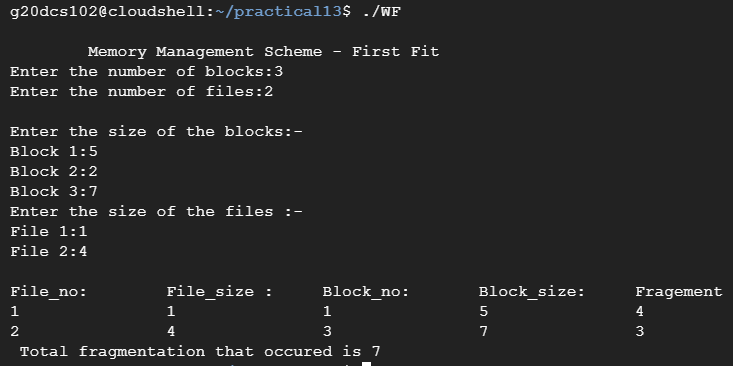 g20dcs102@cloudshell:~/practical13$ ./WF
Memory Management Scheme - First Fit
Enter the number of blocks:3
Enter the number of files:2
Enter the size of the blocks:-
Block 1:5
Block 2:2
Block 3:7
Enter the size of the files :-
File 1:1
File 2:4
File_no: File_size : Block_no: Block_size: Fragement
1 1 1 5 4
2 4 3 7 3
Total fragmentation that occured is 7